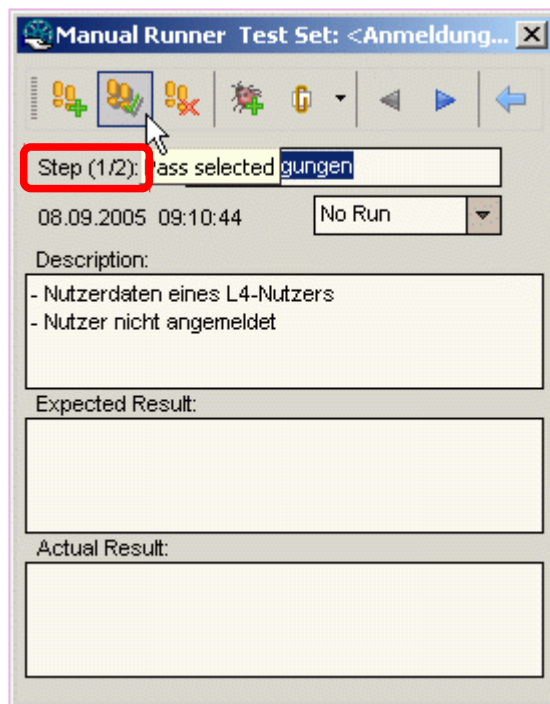 Manual Runner Test Set: <Anmeldung...
Step (1/2): Pass selected gungen
08.09.2005 09:10:44 No Run
Description:
- Nutzerdaten eines L4-Nutzers
- Nutzer nicht angemeldet
Expected Result:
Actual Result: